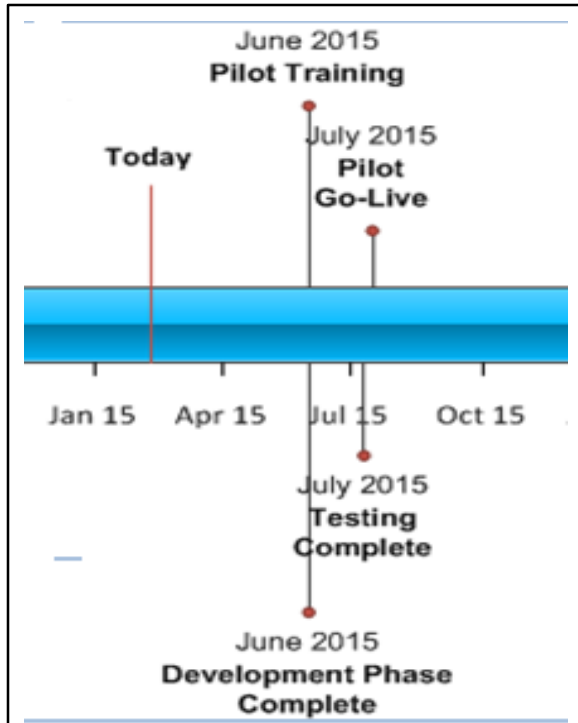 June 2015
Pilot Training
July 2015
Pilot
Go-Live
Today
Jan 15
Apr 15
Jul 15
Oct 15
July 2015
Testing
Complete
June 2015
Development Phase
Complete